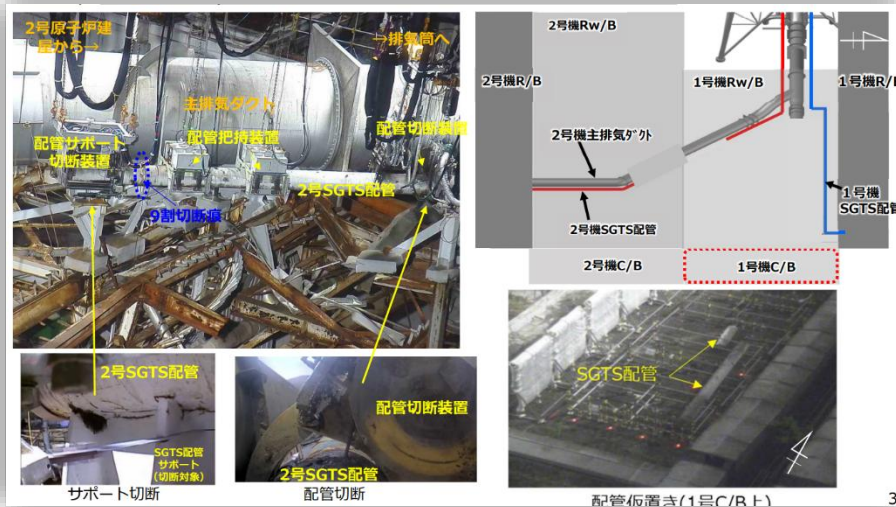 2号原子炉建
屋から→
→排気筒へ
主排気ダクト
配管サポート
切断装置
配管把持装置
配管切断装置
2号SGTS配管
9割切断痕
2号SGTS配管
SGTS配管
サポート
(切断対象)
サポート切断
配管切断装置
2号SGTS配管
配管切断
2号機Rw/B
2号機R/B
1号機Rw/B
1号機R/B
2号機主排気ダクト
2号機SGTS配管
1号機
SGTS配管
2号機C/B
1号機C/B
SGTS配管
配管仮置き(1号C/B上)
3